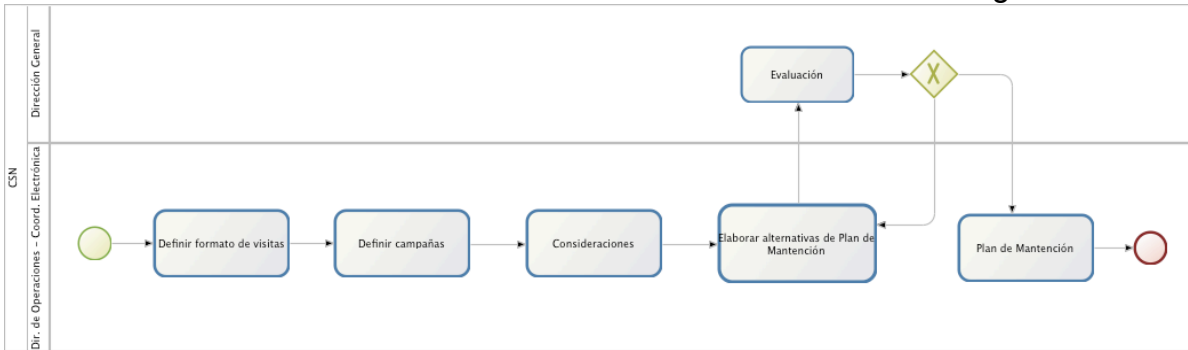 CSN
Dirección General
Evaluación
Dir. de Operaciones – Coord. Electrónica
Definir formato de visitas
Definir campañas
Consideraciones
Elaborar alternativas de Plan de
Mantención
Plan de Mantención